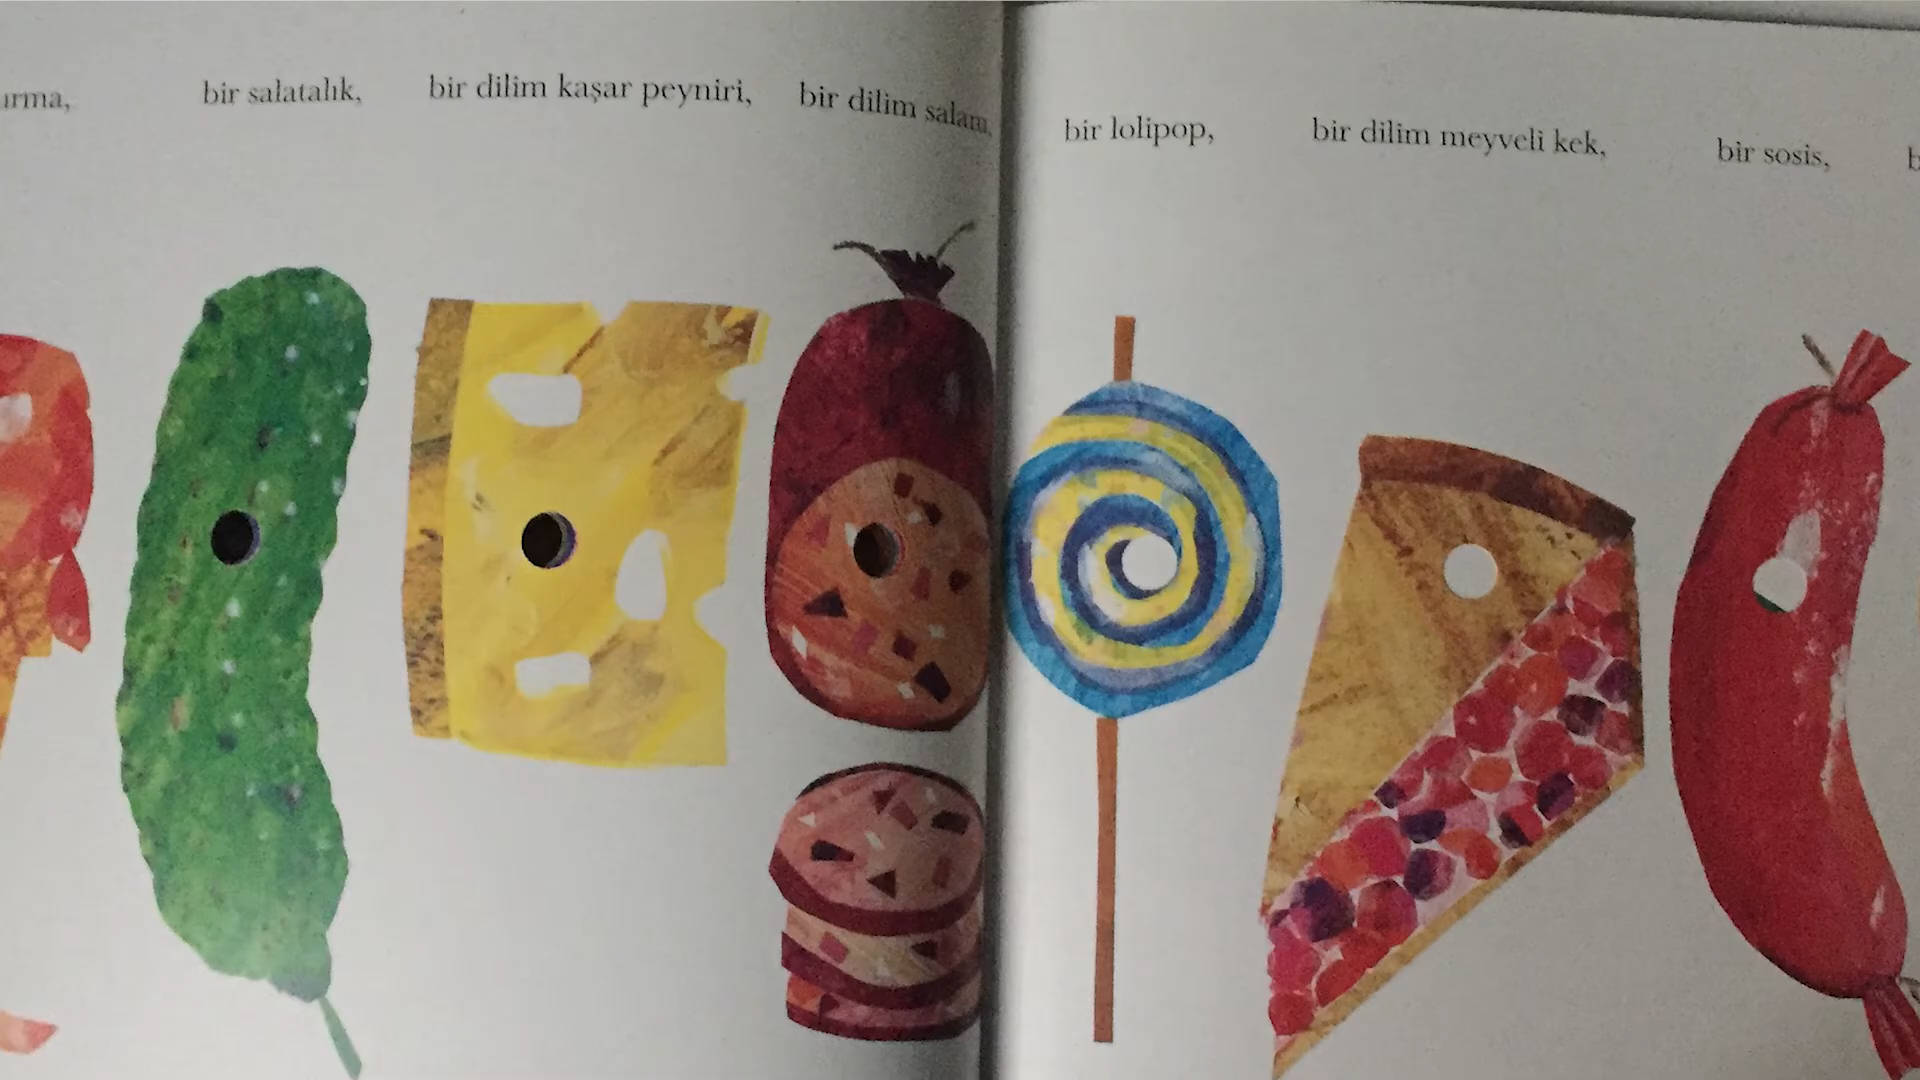 bir salatalık,
bir dilim kaşar peyniri,
bir dilim salam,
bir lolipop,
bir dilim meyveli kek,
bir sosis,